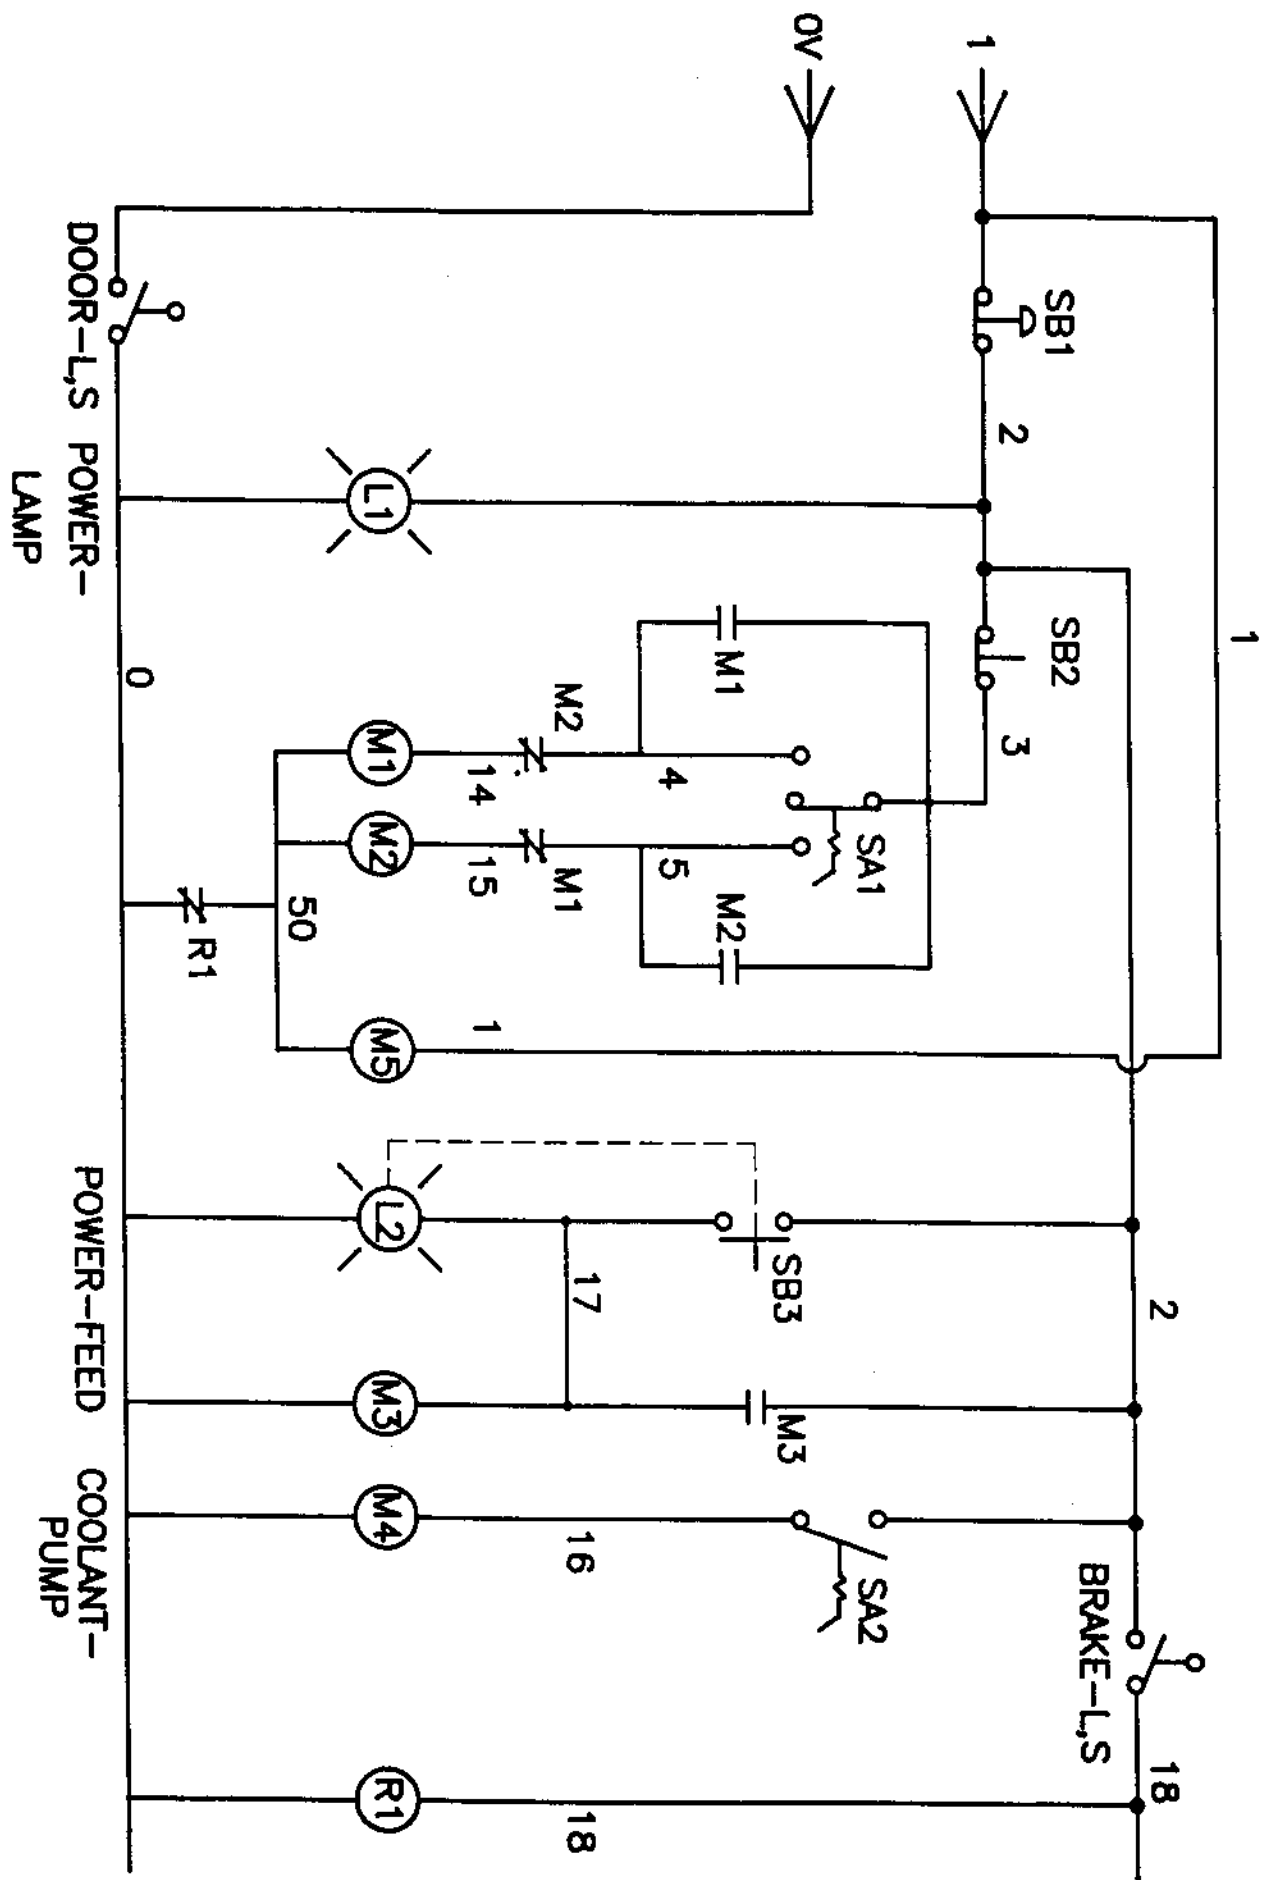 1
0V
1
SB1
2
SB2
3
2
BRAKE-L,S
18
M1
M2
4
14
M1
SA1
5
M2
M1
15
M2
50
R1
1
M5
SB3
17
L2
M3
M3
SA2
16
M4
18
R1
L1
0
DOOR-L,S
POWER-
LAMP
POWER-FEED
COOLANT-
PUMP